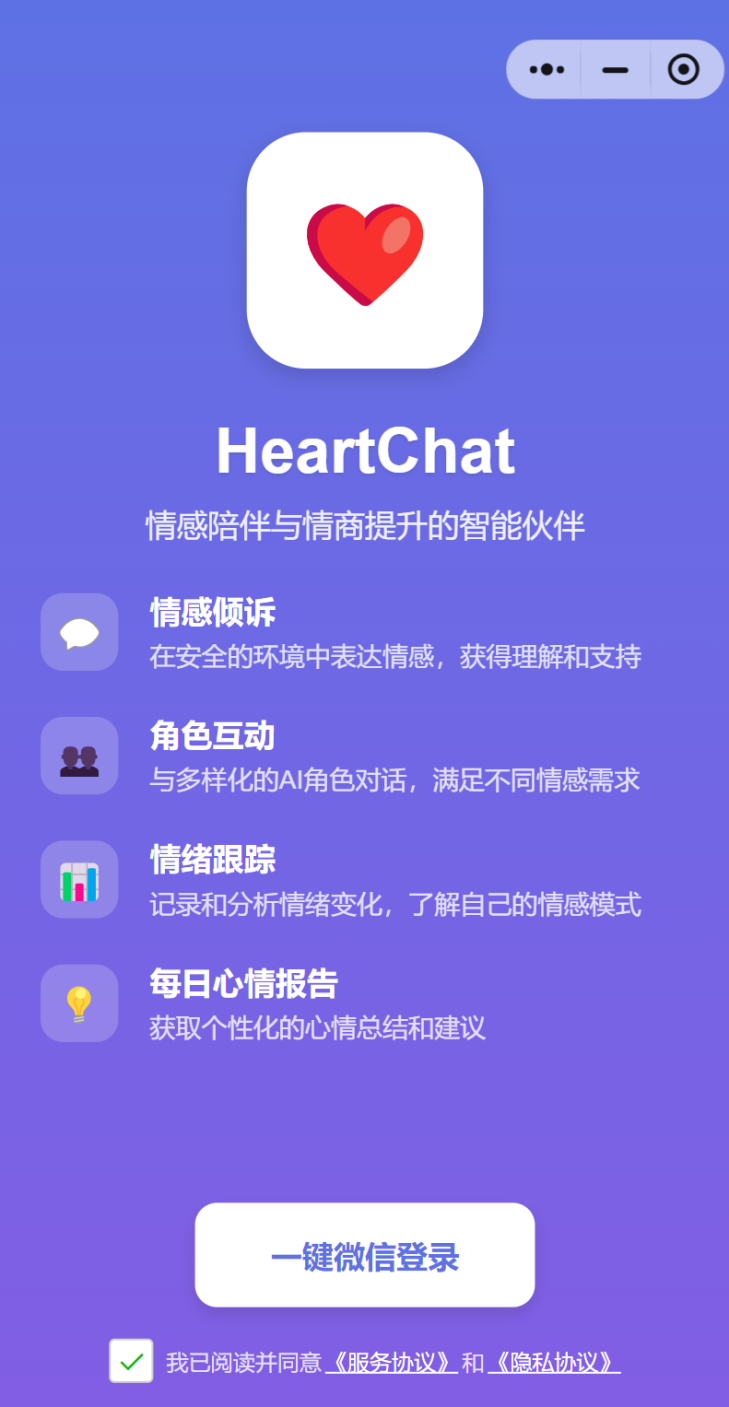 HeartChat
情感陪伴与情商提升的智能伙伴
情感倾诉
在安全的环境中表达情感，获得理解和支持
角色互动
与多样化的AI角色对话，满足不同情感需求
情绪跟踪
记录和分析情绪变化，了解自己的情感模式
每日心情报告
获取个性化的心情总结和建议
一键微信登录
我已阅读并同意《服务协议》和《隐私协议》